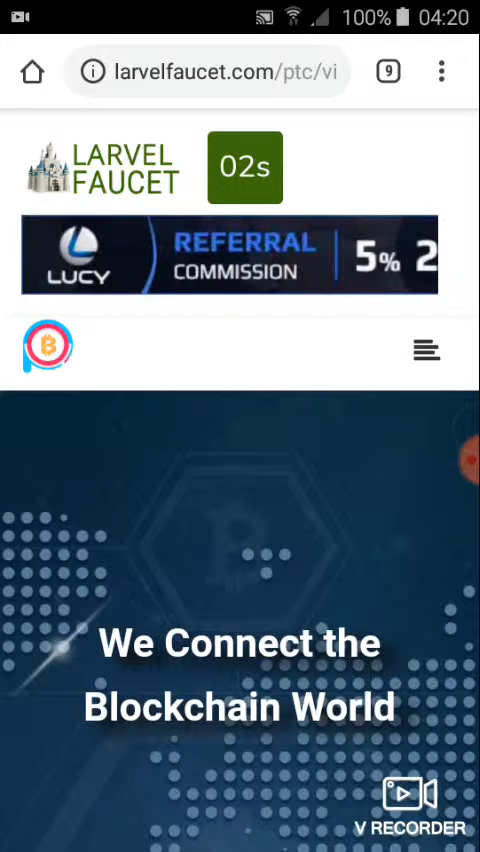 100% 04:20
larvelfaucet.com/ptc/vi
9
LARVEL
FAUCET
02s
LUCY
REFERRAL
COMMISSION
5% 2
We Connect the
Blockchain World
V RECORDER